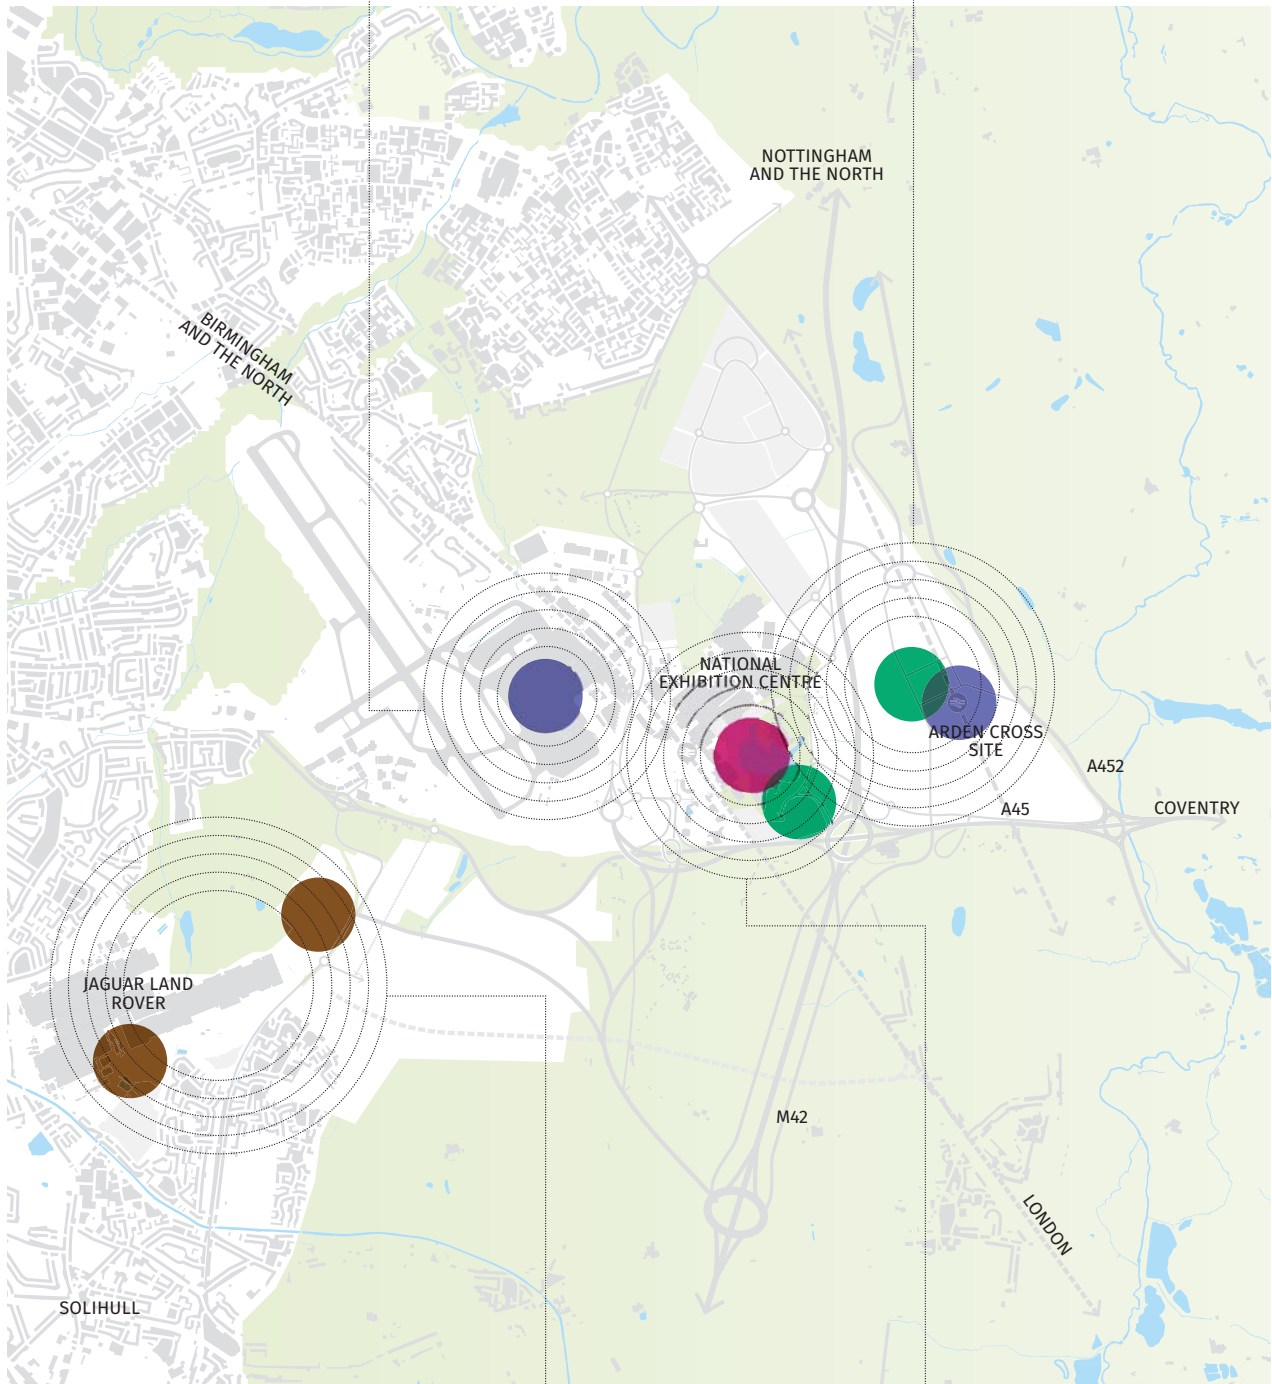 NOTTINGHAM
AND THE NORTH
BIRMINGHAM
AND THE NORTH
NATIONAL
EXHIBITION CENTRE
ARDEN CROSS
SITE
A452
A45
COVENTRY
JAGUAR LAND
ROVER
M42
LONDON
SOLIHULL